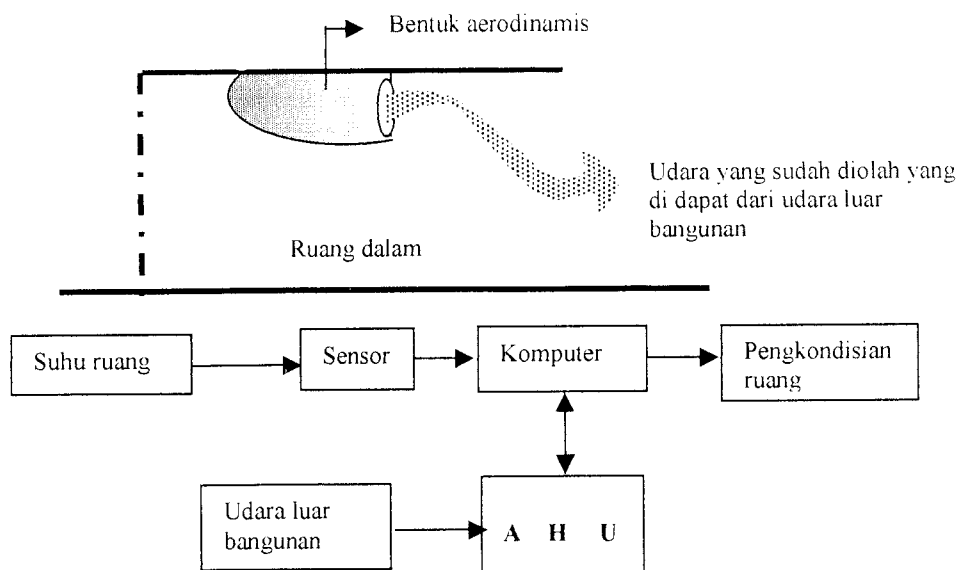 Bentuk aerodinamis
Udara yang sudah diolah yang
di dapat dari udara luar
bangunan
Ruang dalam
Suhu ruang
Sensor
Komputer
Pengkondisian
ruang
Udara luar
bangunan
A H U